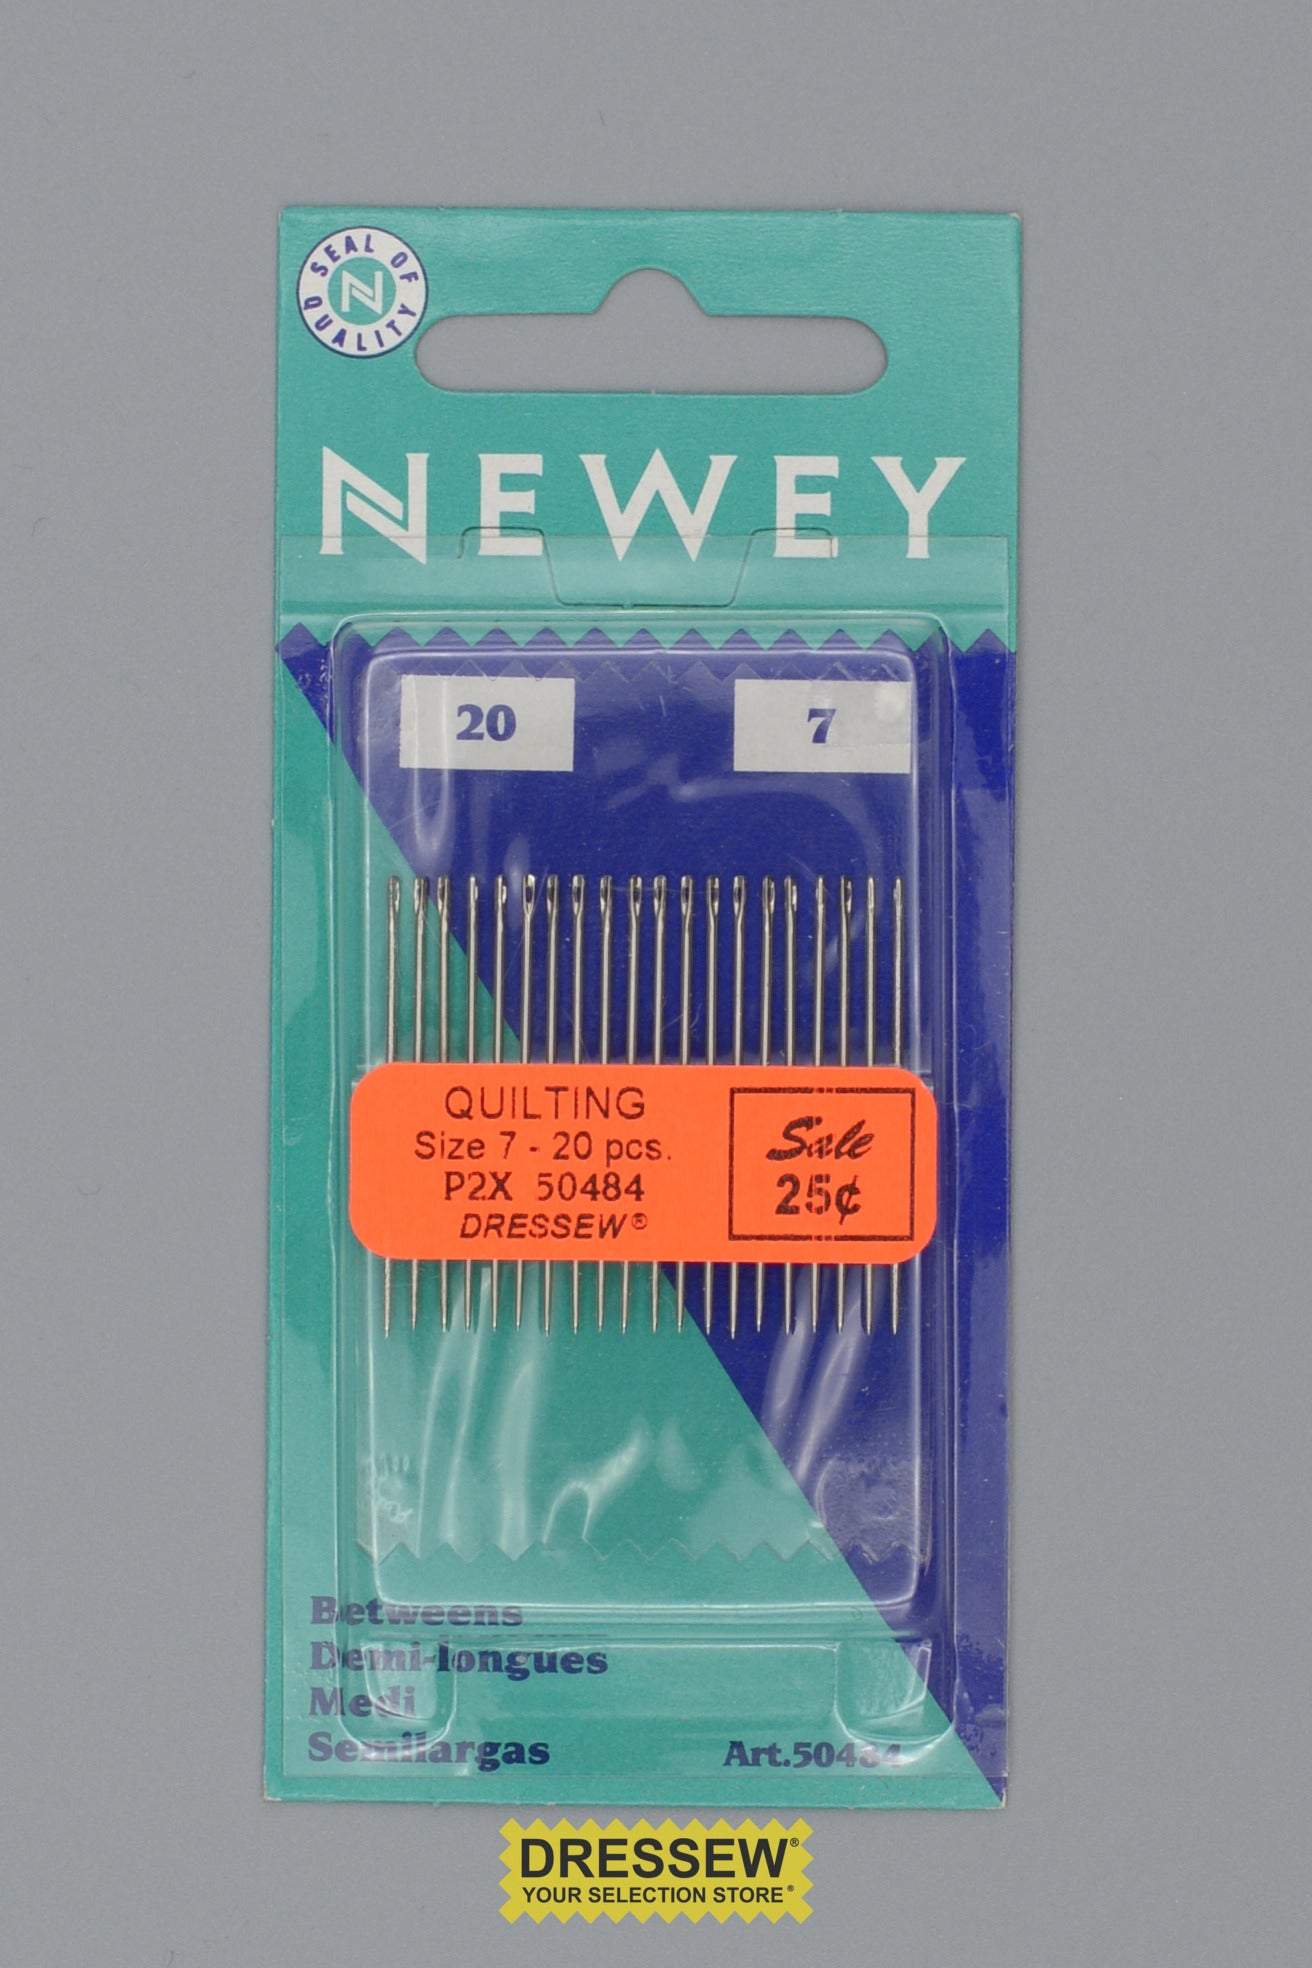 SEAL OF QUALITY
N
NEWEY
20
7
QUILTING
Size 7 - 20 pcs.
P2X 50484
DRESSEW®
Sale
25¢
Betweens
Demi-longues
Medi
Semilargas
Art.50484
DRESSEW®
YOUR SELECTION STORE®